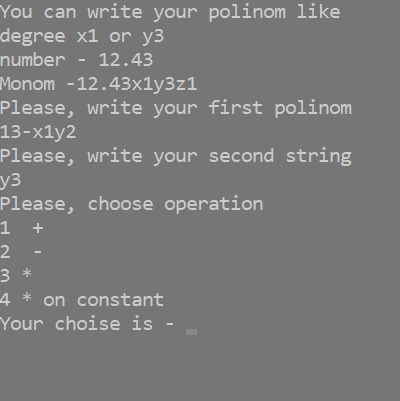 You can write your polinom like
degree x1 or y3
number - 12.43
Monom -12.43x1y3z1
Please, write your first polinom
13-x1y2
Please, write your second string
y3
Please, choose operation
1  +
2  -
3 *
4 * on constant
Your choise is -